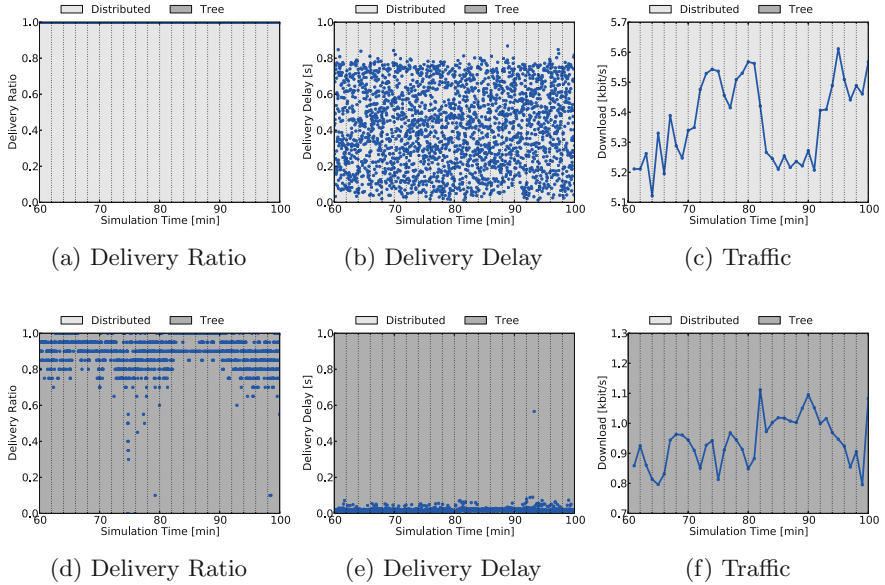 Distributed Tree
Distributed Tree
Distributed Tree
Delivery Ratio
1.0
0.8
0.6
0.4
0.2
0.0
60 70 80 90 100
Simulation Time [min]
Delivery Delay [s]
1.0
0.8
0.6
0.4
0.2
0.0
60 70 80 90 100
Simulation Time [min]
Download [kbit/s]
5.7
5.6
5.5
5.4
5.3
5.2
5.1
60 70 80 90 100
Simulation Time [min]
(a) Delivery Ratio
(b) Delivery Delay
(c) Traffic
Distributed Tree
Distributed Tree
Distributed Tree
Delivery Ratio
1.0
0.8
0.6
0.4
0.2
0.0
60 70 80 90 100
Simulation Time [min]
Delivery Delay [s]
1.0
0.8
0.6
0.4
0.2
0.0
60 70 80 90 100
Simulation Time [min]
Download [kbit/s]
1.3
1.2
1.1
1.0
0.9
0.8
0.7
60 70 80 90 100
Simulation Time [min]
(d) Delivery Ratio
(e) Delivery Delay
(f) Traffic